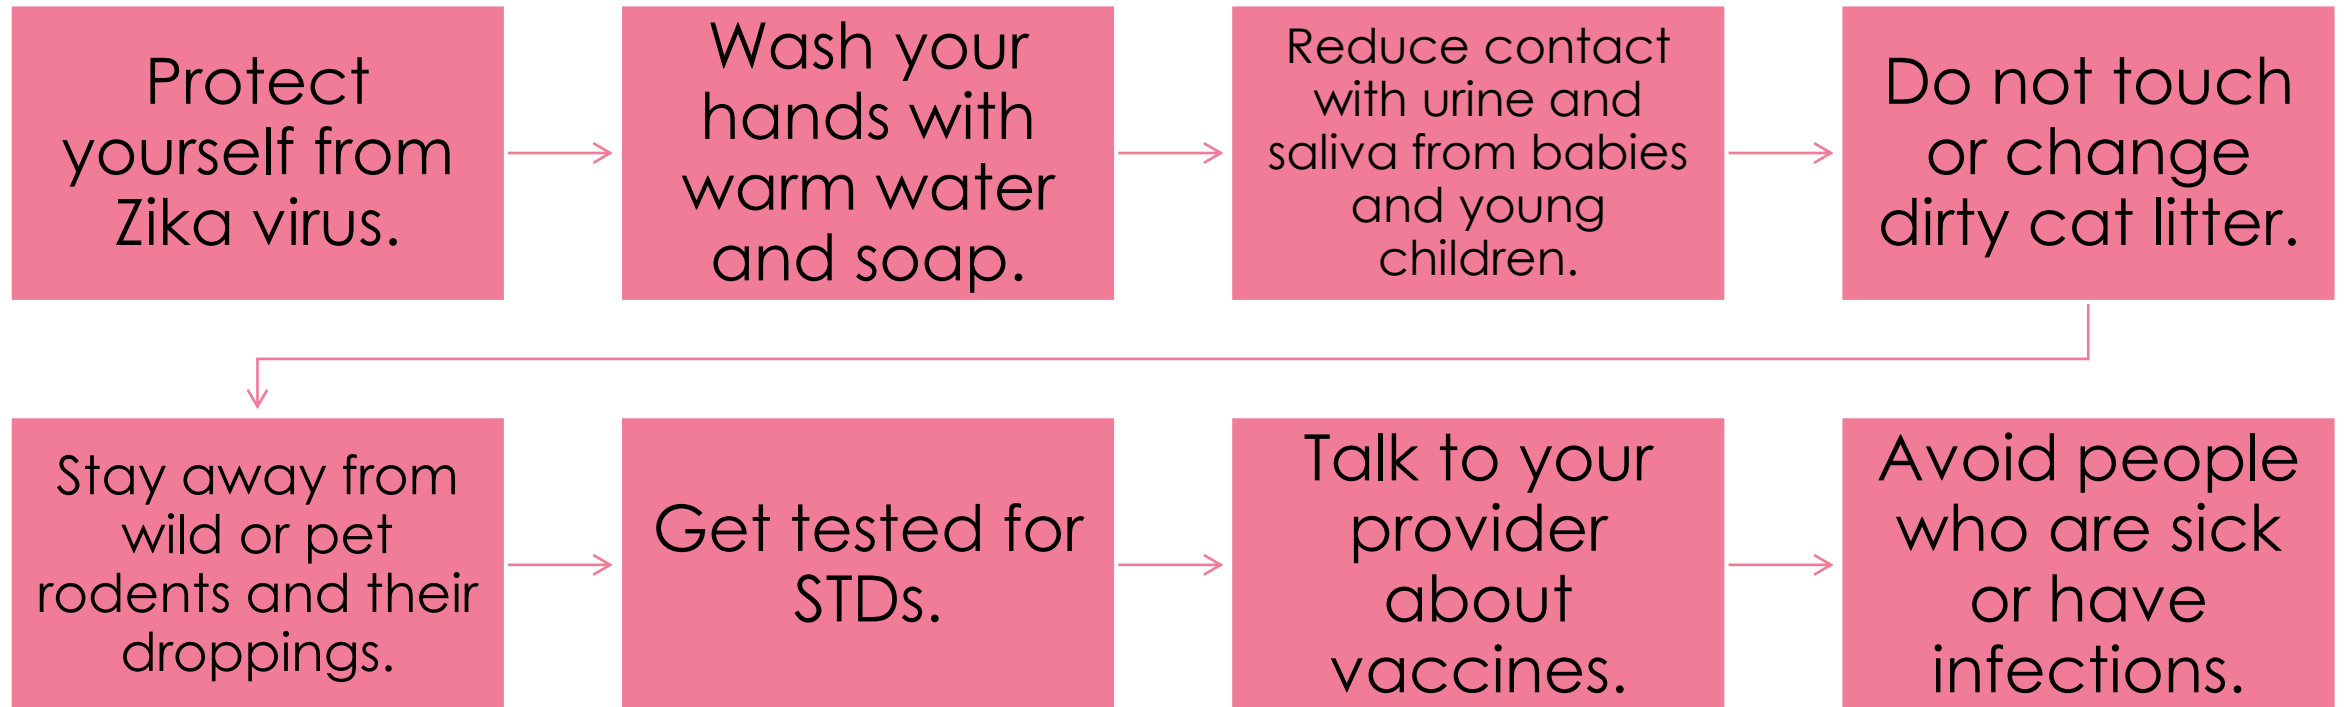 Protect
yourself from
Zika virus.
Wash your
hands with
warm water
and soap.
Reduce contact
with urine and
saliva from babies
and young
children.
Do not touch
or change
dirty cat litter.
Stay away from
wild or pet
rodents and their
droppings.
Get tested for
STDs.
Talk to your
provider
about
vaccines.
Avoid people
who are sick
or have
infections.